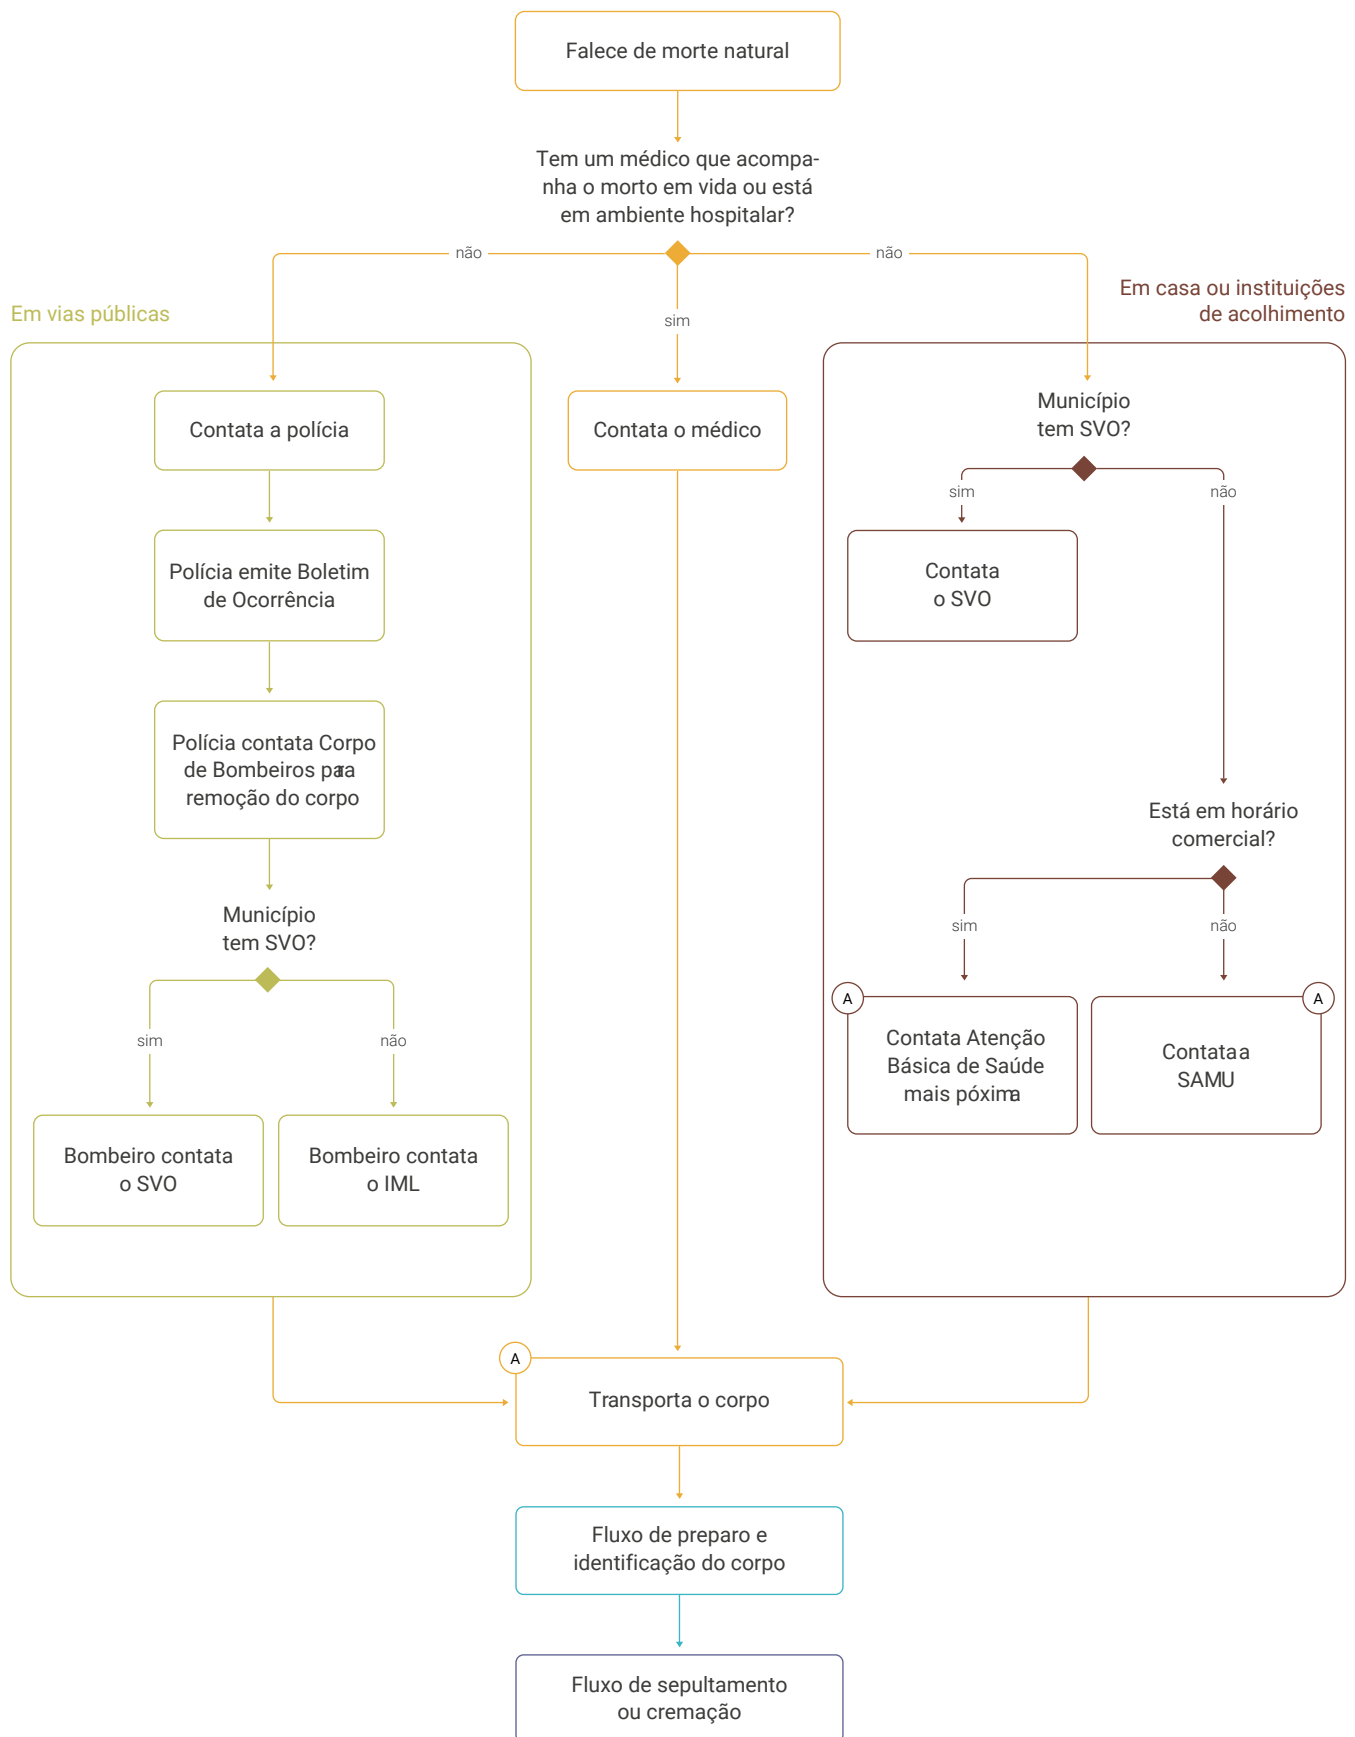 Falece de morte natural
Tem um médico que acompa-
nha o morto em vida ou está
em ambiente hospitalar?
não
não
sim
Em vias públicas
Contata a polícia
Polícia emite Boletim
de Ocorrência
Polícia contata Corpo
de Bombeiros para
remoção do corpo
Município
tem SVO?
sim
não
Bombeiro contata
o SVO
Bombeiro contata
o IML
Contata o médico
Em casa ou instituições
de acolhimento
Município
tem SVO?
sim
não
Contata
o SVO
Está em horário
comercial?
sim
não
A
Contata Atenção
Básica de Saúde
mais póxima
A
Contata a
SAMU
A
Transporta o corpo
Fluxo de preparo e
identificação do corpo
Fluxo de sepultamento
ou cremação